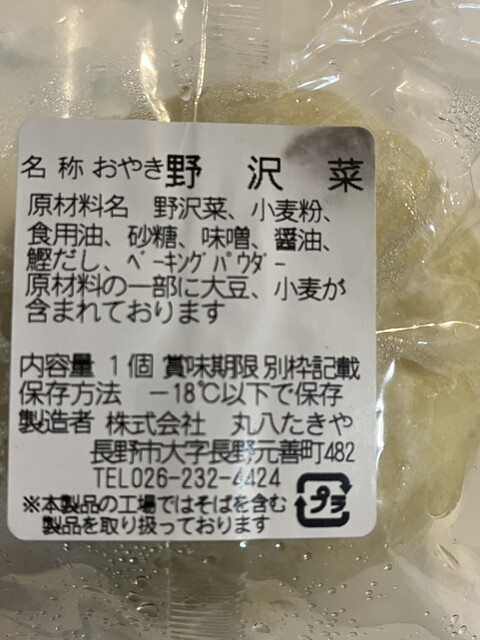 名称 おやき 野沢菜
原材料名 野沢菜、小麦粉、
食用油、砂糖、味噌、醤油、
鰹だし、ﾍﾞｰｷﾝｸﾞﾊﾟｳﾀﾞｰ
原材料の一部に大豆、小麦が
含まれております
内容量 1個 賞味期限 別枠記載
保存方法 −18℃以下で保存
製造者 株式会社 丸八たきや
長野市大字長野元善町482
TEL026-232-4424
※本製品の工場ではそばを含む
製品を取り扱っております
プラ